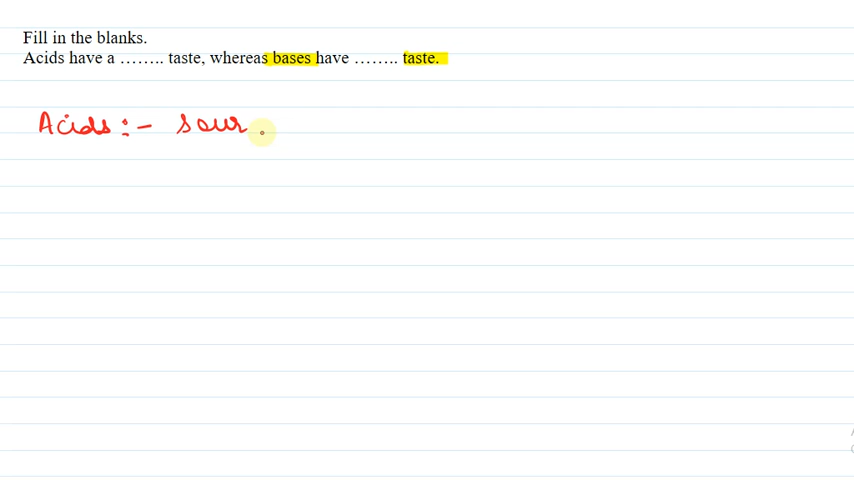 Fill in the blanks.
Acids have a …….. taste, whereas bases have …….. taste.
Acids :- sour